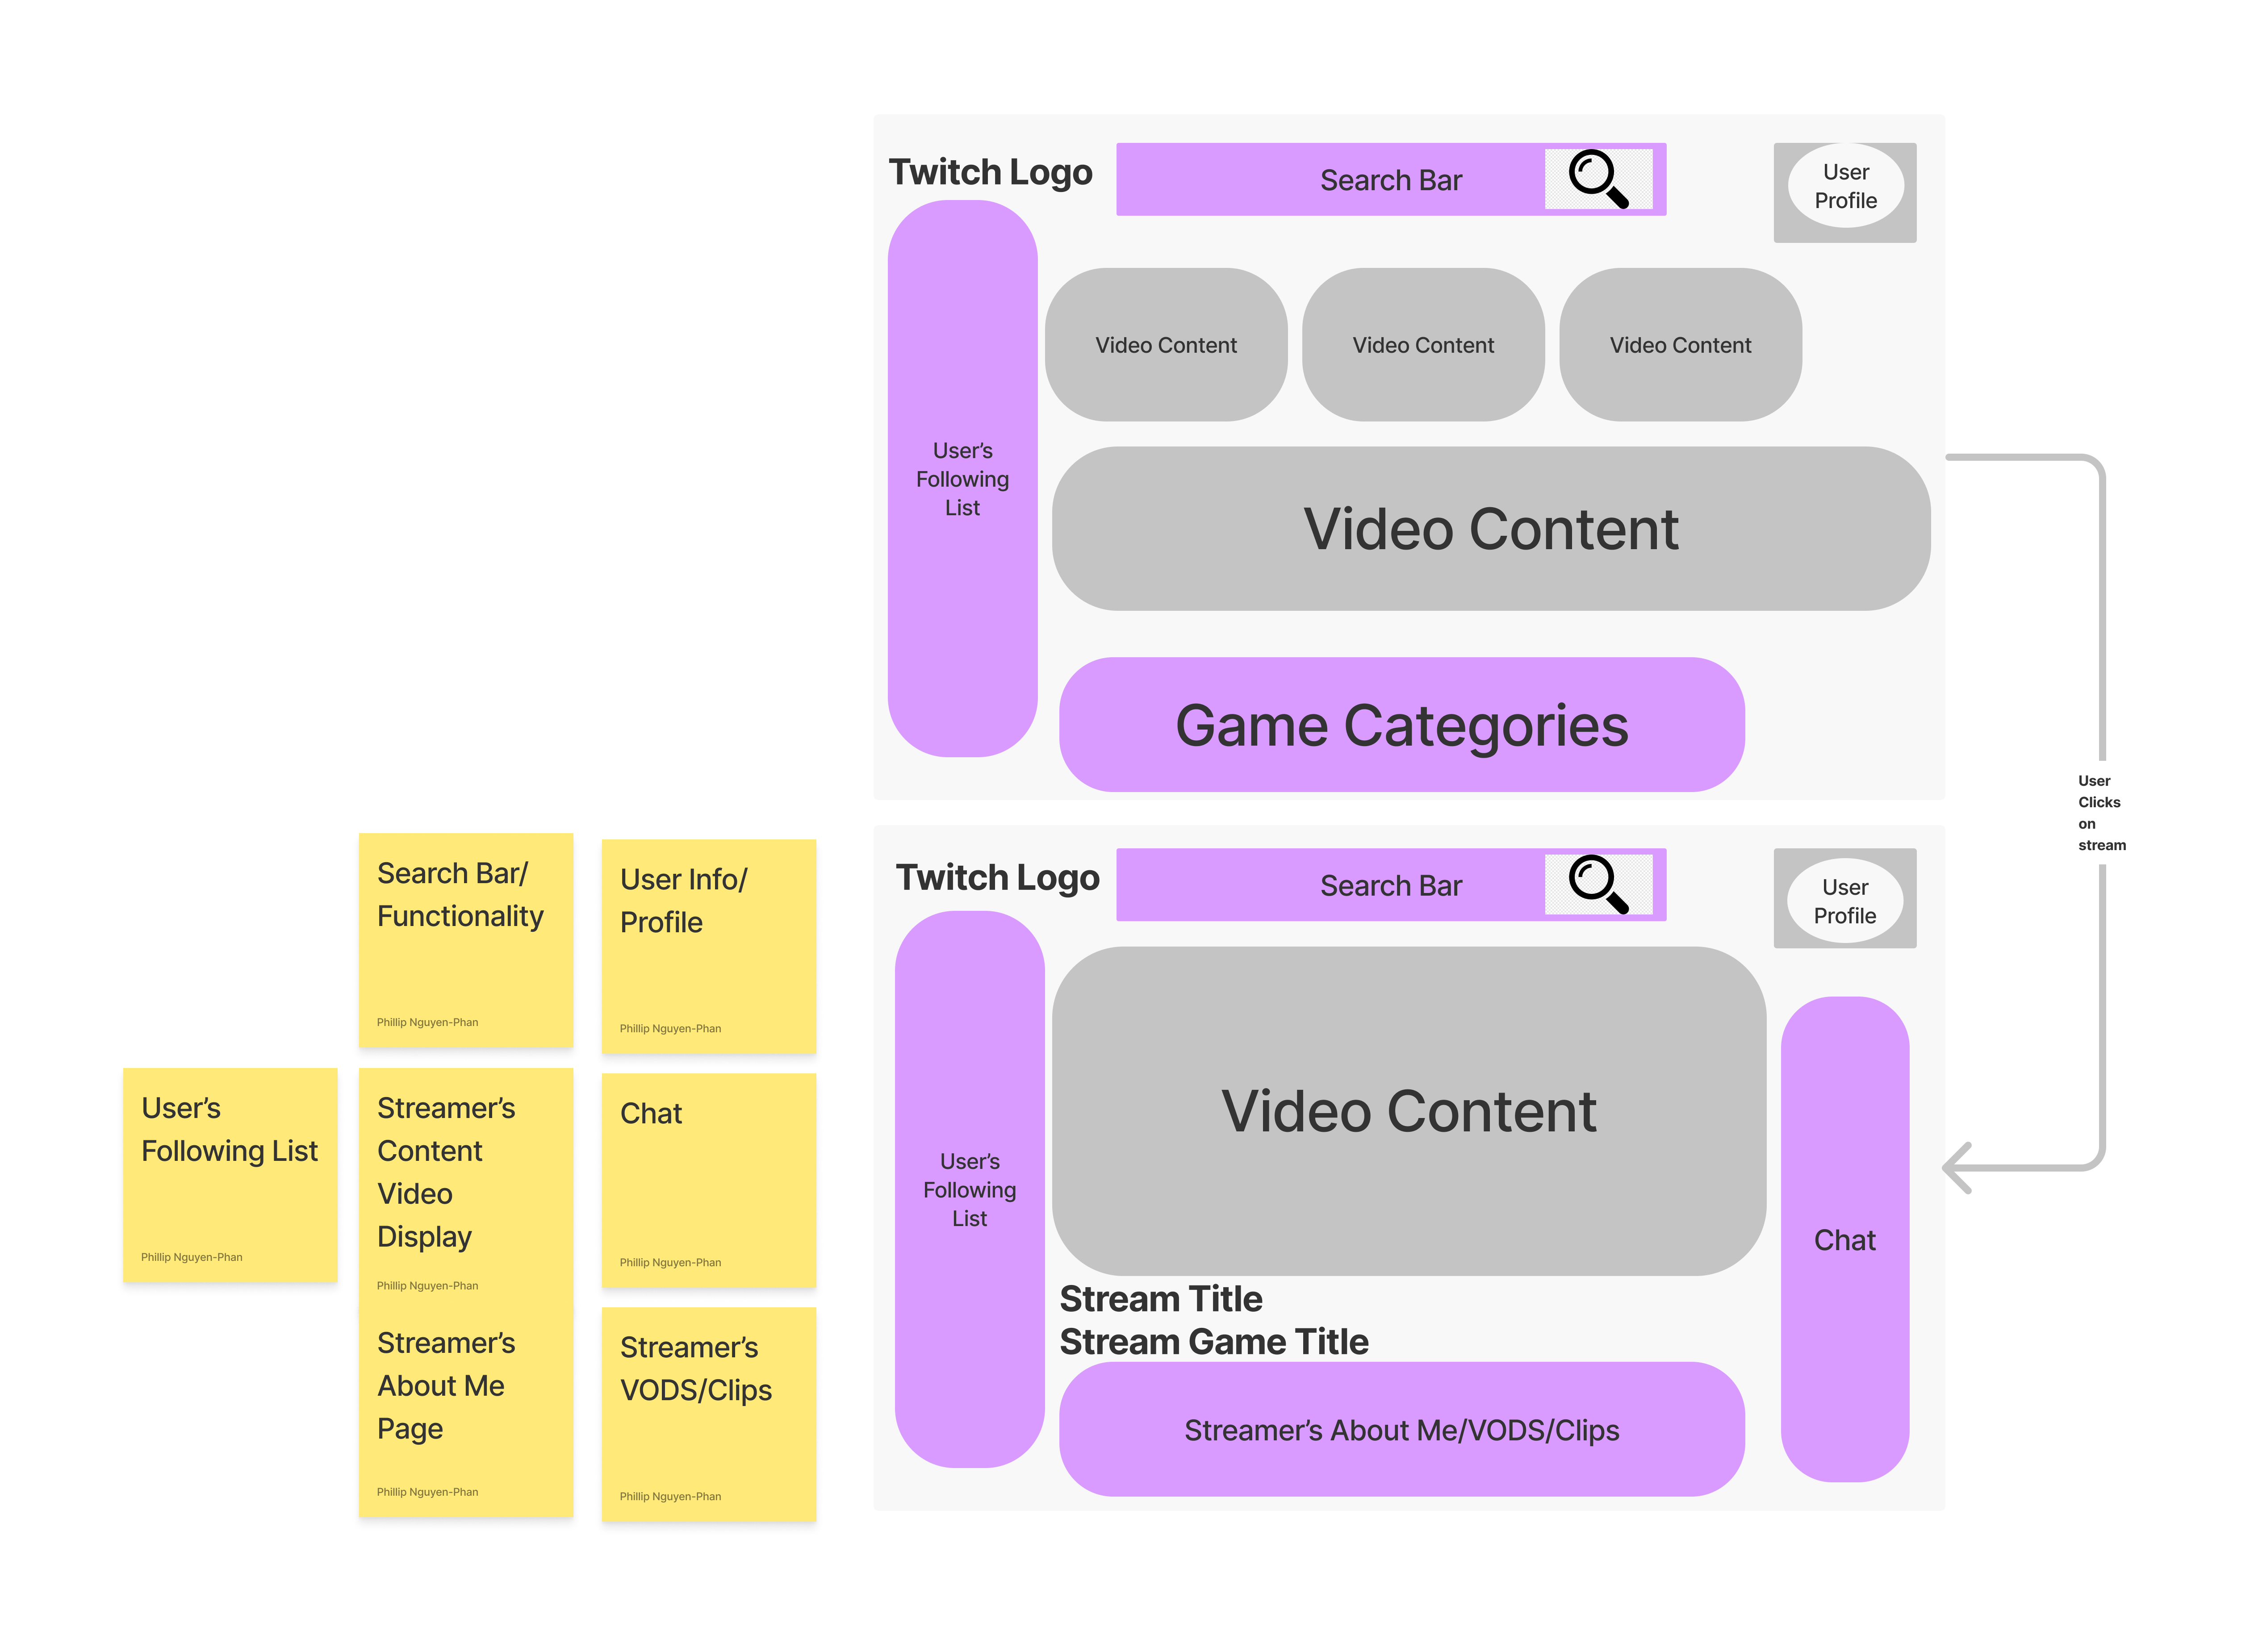 Twitch Logo
Search Bar
User
Profile
Video Content
Video Content
Video Content
User’s
Following
List
Video Content
Game Categories
User
Clicks
on
stream
Twitch Logo
Search Bar
User
Profile
User’s
Following
List
Video Content
Chat
Stream Title
Stream Game Title
Streamer’s About Me/VODS/Clips
Search Bar/
Functionality
Phillip Nguyen-Phan
User Info/
Profile
Phillip Nguyen-Phan
User’s
Following List
Phillip Nguyen-Phan
Streamer’s
Content
Video
Display
Phillip Nguyen-Phan
Chat
Phillip Nguyen-Phan
Streamer’s
About Me
Page
Phillip Nguyen-Phan
Streamer’s
VODS/Clips
Phillip Nguyen-Phan